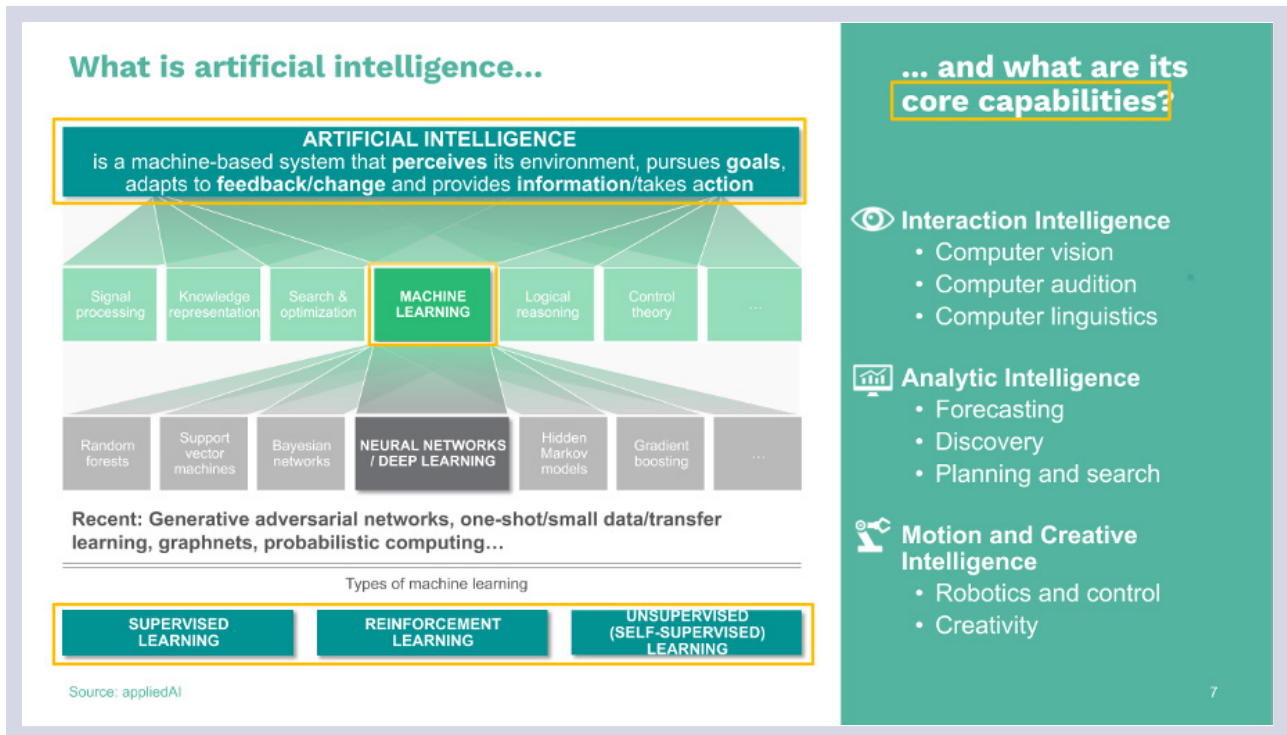 What is artificial intelligence...
ARTIFICIAL INTELLIGENCE
is a machine-based system that perceives its environment, pursues goals,
adapts to feedback/change and provides information/takes action
Signal
processing
Knowledge
representation
Search &
optimization
MACHINE
LEARNING
Logical
reasoning
Control
theory
...
Random
forests
Support
vector
machines
Bayesian
networks
NEURAL NETWORKS
/ DEEP LEARNING
Hidden
Markov
models
Gradient
boosting
...
Recent: Generative adversarial networks, one-shot/small data/transfer
learning, graphnets, probabilistic computing…
Types of machine learning
SUPERVISED
LEARNING
REINFORCEMENT
LEARNING
UNSUPERVISED
(SELF-SUPERVISED)
LEARNING
Source: appliedAI
... and what are its
core capabilities?
Interaction Intelligence
• Computer vision
• Computer audition
• Computer linguistics
Analytic Intelligence
• Forecasting
• Discovery
• Planning and search
Motion and Creative
Intelligence
• Robotics and control
• Creativity
7